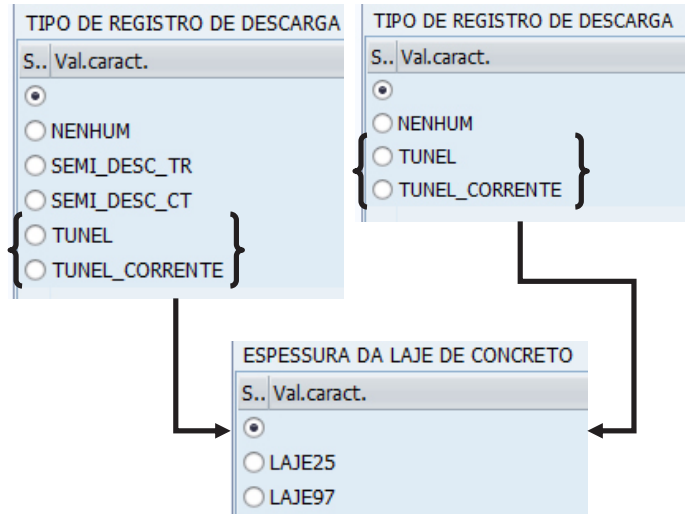 TIPO DE REGISTRO DE DESCARGA
S.. Val.caract.
NENHUM
SEMI_DESC_TR
SEMI_DESC_CT
TUNEL
TUNEL_CORRENTE
TIPO DE REGISTRO DE DESCARGA
S.. Val.caract.
NENHUM
TUNEL
TUNEL_CORRENTE
ESPESSURA DA LAJE DE CONCRETO
S.. Val.caract.
LAJE25
LAJE97